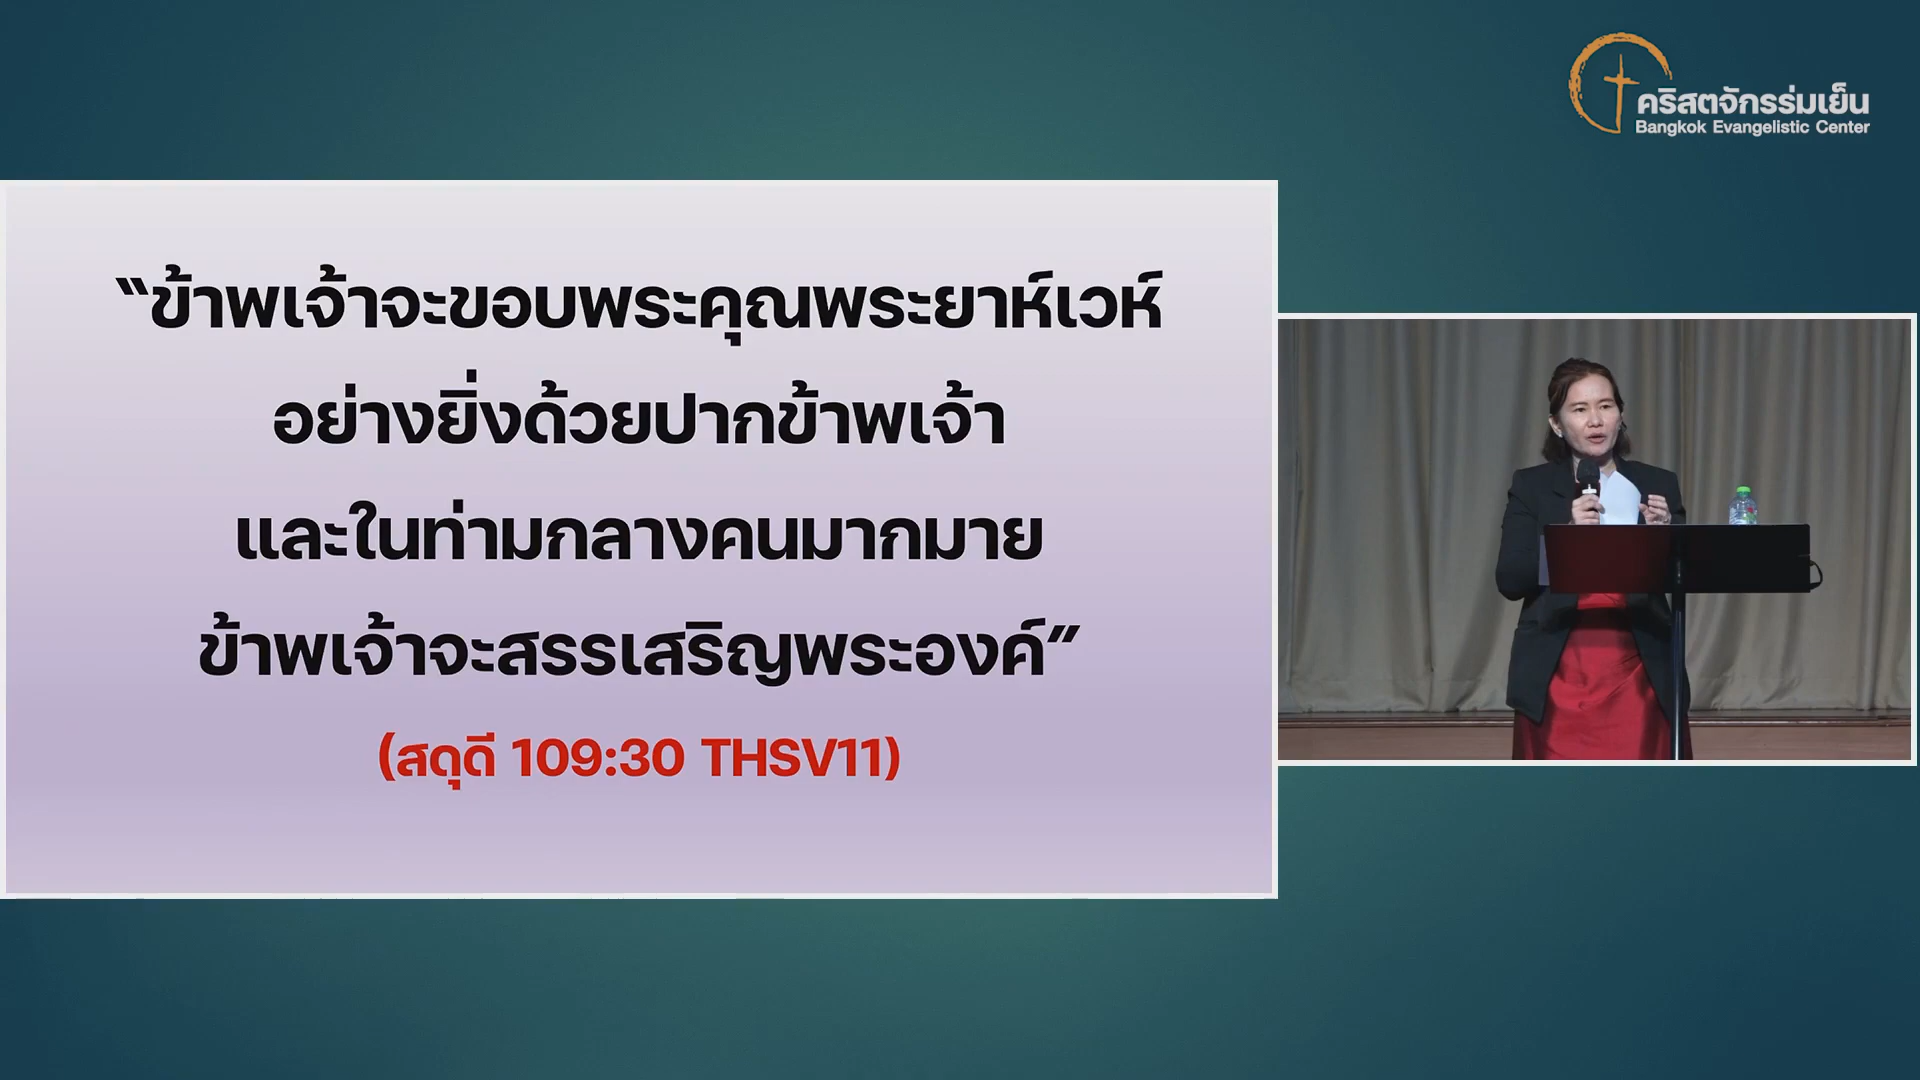 คริสตจักรร่มเย็น
Bangkok Evangelistic Center
“ข้าพเจ้าจะขอบพระคุณพระยาห์เวห์
อย่างยิ่งด้วยปากข้าพเจ้า
และในท่ามกลางคนมากมาย
ข้าพเจ้าจะสรรเสริญพระองค์”
(สดุดี 109:30 THSV11)